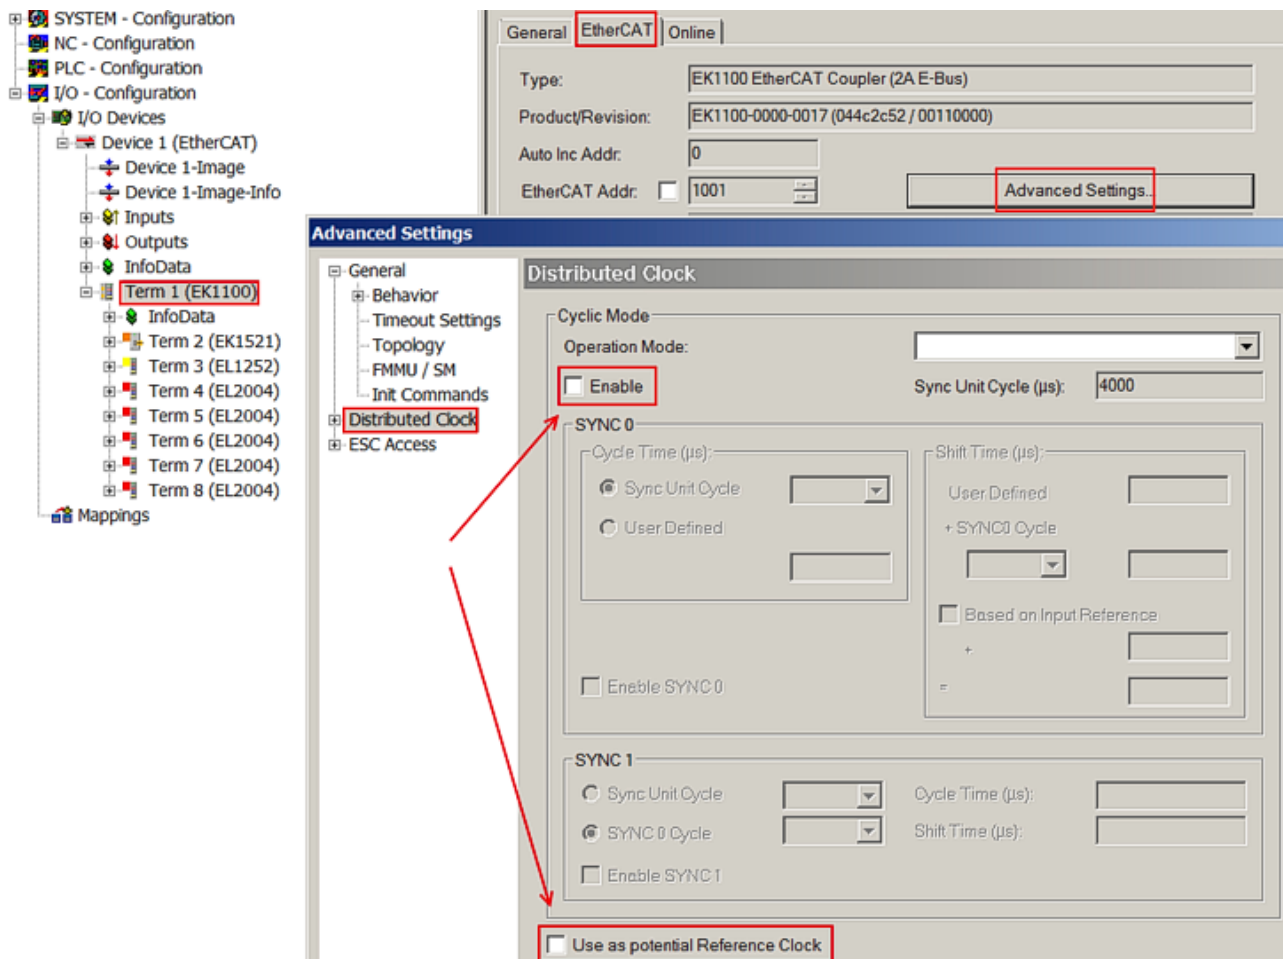 SYSTEM - Configuration
NC - Configuration
PLC - Configuration
I/O - Configuration
I/O Devices
Device 1 (EtherCAT)
Device 1-Image
Device 1-Image-Info
Inputs
Outputs
InfoData
Term 1 (EK1100)
InfoData
Term 2 (EK1521)
Term 3 (EL1252)
Term 4 (EL2004)
Term 5 (EL2004)
Term 6 (EL2004)
Term 7 (EL2004)
Term 8 (EL2004)
Mappings
General EtherCAT Online
Type: EK1100 EtherCAT Coupler (2A E-Bus)
Product/Revision: EK1100-0000-0017 (044c2c52 / 00110000)
Auto Inc Addr: 0
EtherCAT Addr: 1001 Advanced Settings..
Advanced Settings
General
Behavior
Timeout Settings
Topology
FMMU / SM
Init Commands
Distributed Clock
ESC Access
Distributed Clock
Cyclic Mode
Operation Mode:
Enable Sync Unit Cycle (µs): 4000
SYNC 0
Cycle Time (µs):
Sync Unit Cycle
User Defined
Shift Time (µs):
User Defined
+ SYNC0 Cycle
Based on Input Reference
+
=
Enable SYNC 0
SYNC 1
Sync Unit Cycle Cycle Time (µs):
SYNC 0 Cycle Shift Time (µs):
Enable SYNC 1
Use as potential Reference Clock